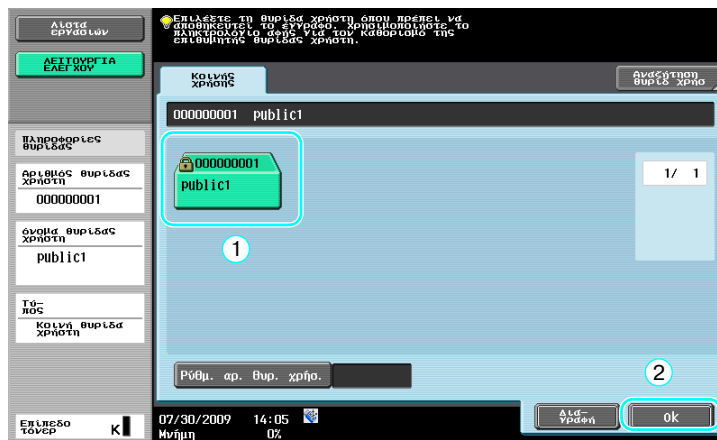 Λίστα
εργασιών
Επιλέξτε τη θυρίδα χρήστη όπου πρέπει να
αποθηκευτεί το έγγραφο. Χρησιμοποιήστε το
πληκτρολόγιο αφής για τον καθορισμό της
επιθυμητής θυρίδας χρήστη.
ΛΕΙΤΟΥΡΓΙΑ
ΕΛΕΓΧΟΥ
Κοινής
χρήσης
Αναζήτηση
θυρίδ χρήσ
000000001 public1
Πληροφορίες
θυρίδας
Αριθμός θυρίδας
χρήστη
000000001
000000001
public1
1/ 1
1
όνομα θυρίδας
χρήστη
public1
Τύ-
πος
Κοινή θυρίδα
χρήστη
Ρύθμ. αρ. θυρ. χρήσ.
2
Επίπεδο
τόνερ
K
07/30/2009 14:05
Μνήμη 0%
Δια-
γραφή
ok